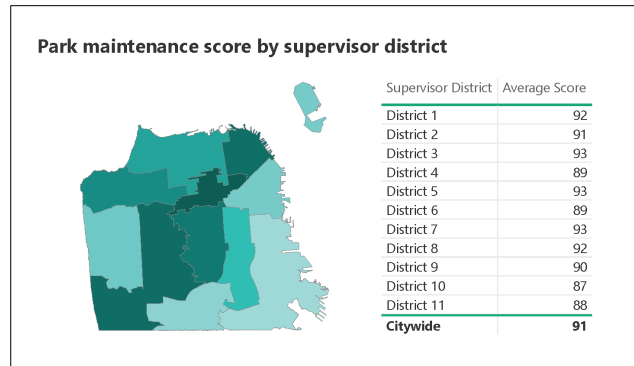 Park maintenance score by supervisor district
Supervisor District Average Score
District 1 92
District 2 91
District 3 93
District 4 89
District 5 93
District 6 89
District 7 93
District 8 92
District 9 90
District 10 87
District 11 88
Citywide 91